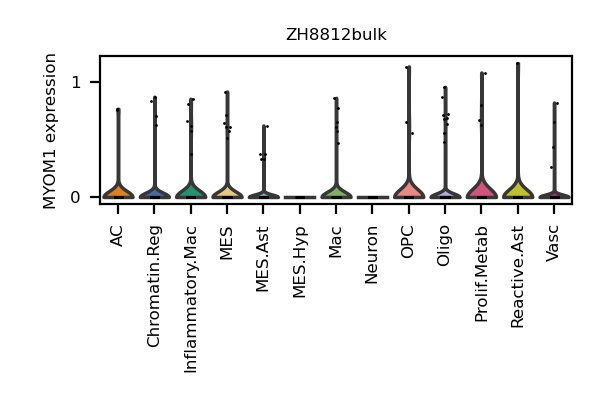 ZH8812bulk
MYOM1 expression
1
0
AC
Chromatin.Reg
Inflammatory.Mac
MES
MES.Ast
MES.Hyp
Mac
Neuron
OPC
Oligo
Prolif.Metab
Reactive.Ast
Vasc